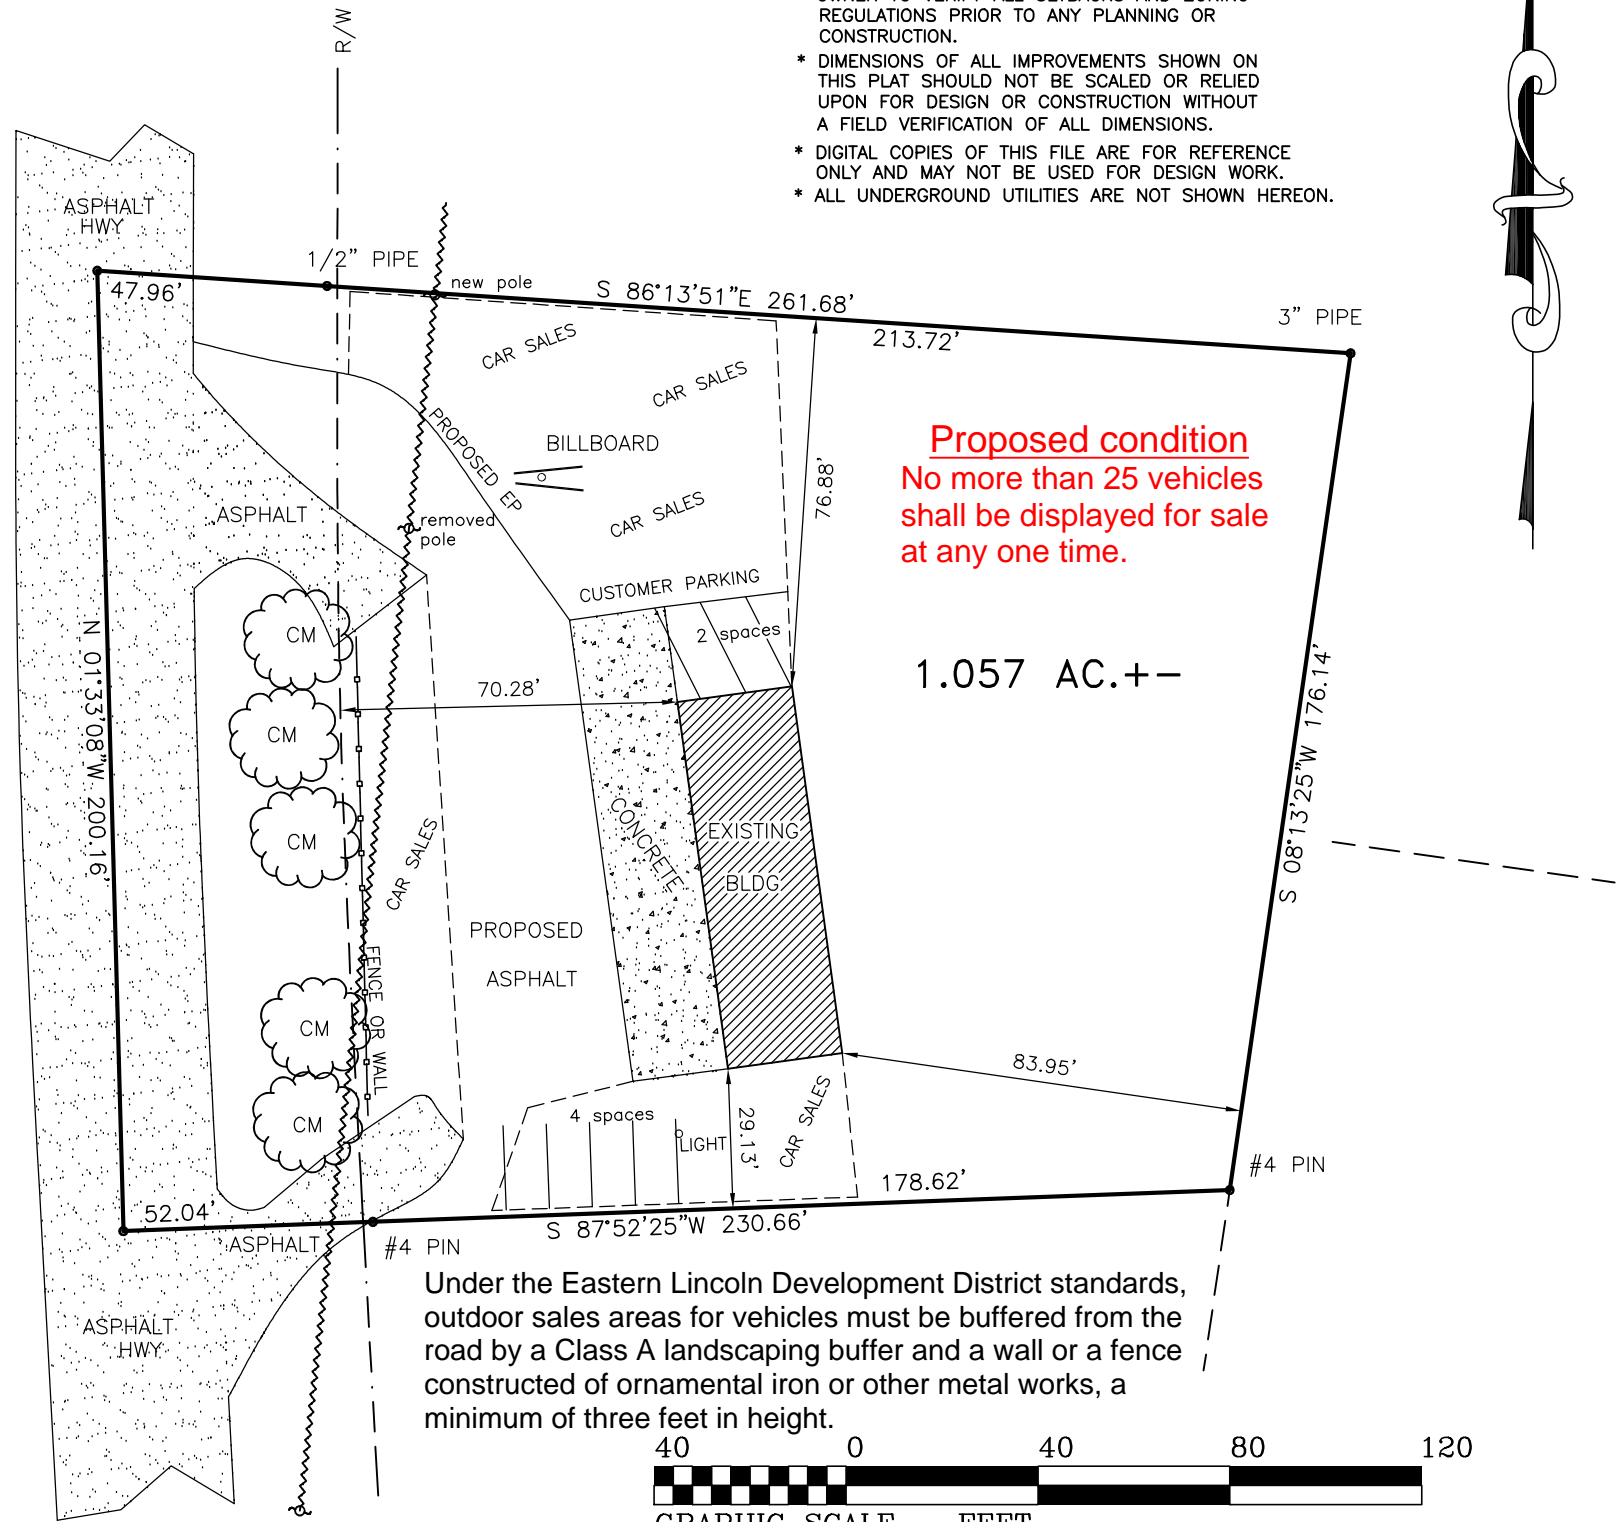 OWNER TO VERIFY ALL SETBACKS AND ZONING
REGULATIONS PRIOR TO ANY PLANNING OR
CONSTRUCTION.
* DIMENSIONS OF ALL IMPROVEMENTS SHOWN ON
THIS PLAT SHOULD NOT BE SCALED OR RELIED
UPON FOR DESIGN OR CONSTRUCTION WITHOUT
A FIELD VERIFICATION OF ALL DIMENSIONS.
* DIGITAL COPIES OF THIS FILE ARE FOR REFERENCE
ONLY AND MAY NOT BE USED FOR DESIGN WORK.
* ALL UNDERGROUND UTILITIES ARE NOT SHOWN HEREON.
R/W
ASPHALT
HWY
1/2" PIPE
47.96'
new pole
S 86°13'51"E 261.68'
213.72'
3" PIPE
CAR SALES
CAR SALES
PROPOSED EP
BILLBOARD
CAR SALES
76.88'
Proposed condition
No more than 25 vehicles
shall be displayed for sale
at any one time.
ASPHALT
removed
pole
CUSTOMER PARKING
2 spaces
CM
CM
CM
CM
CM
70.28'
1.057 AC.+-
N 01°33'08"W 200.16'
S 08°13'25"W 176.14'
CAR SALES
CONCRETE
EXISTING
BLDG
PROPOSED
ASPHALT
FENCE OR WALL
83.95'
4 spaces
LIGHT
29.13'
CAR SALES
#4 PIN
178.62'
52.04'
S 87°52'25"W 230.66'
ASPHALT
#4 PIN
ASPHALT
HWY
Under the Eastern Lincoln Development District standards,
outdoor sales areas for vehicles must be buffered from the
road by a Class A landscaping buffer and a wall or a fence
constructed of ornamental iron or other metal works, a
minimum of three feet in height.
40 0 40 80 120
GRAPHIC SCALE FEET